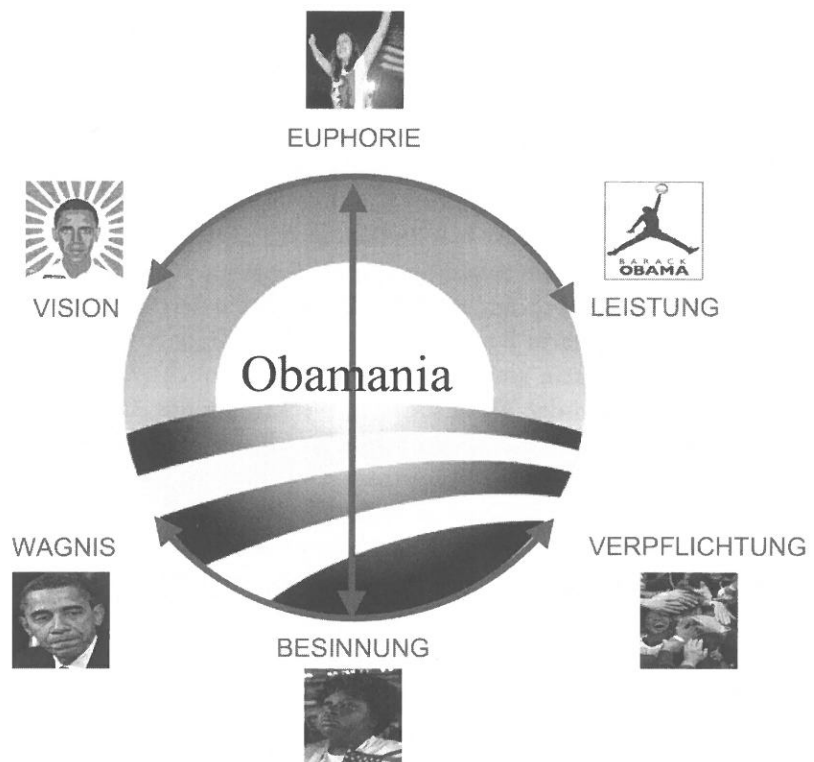 EUPHORIE
VISION
BARACK
OBAMA
LEISTUNG
Obamania
WAGNIS
VERPFLICHTUNG
BESINNUNG